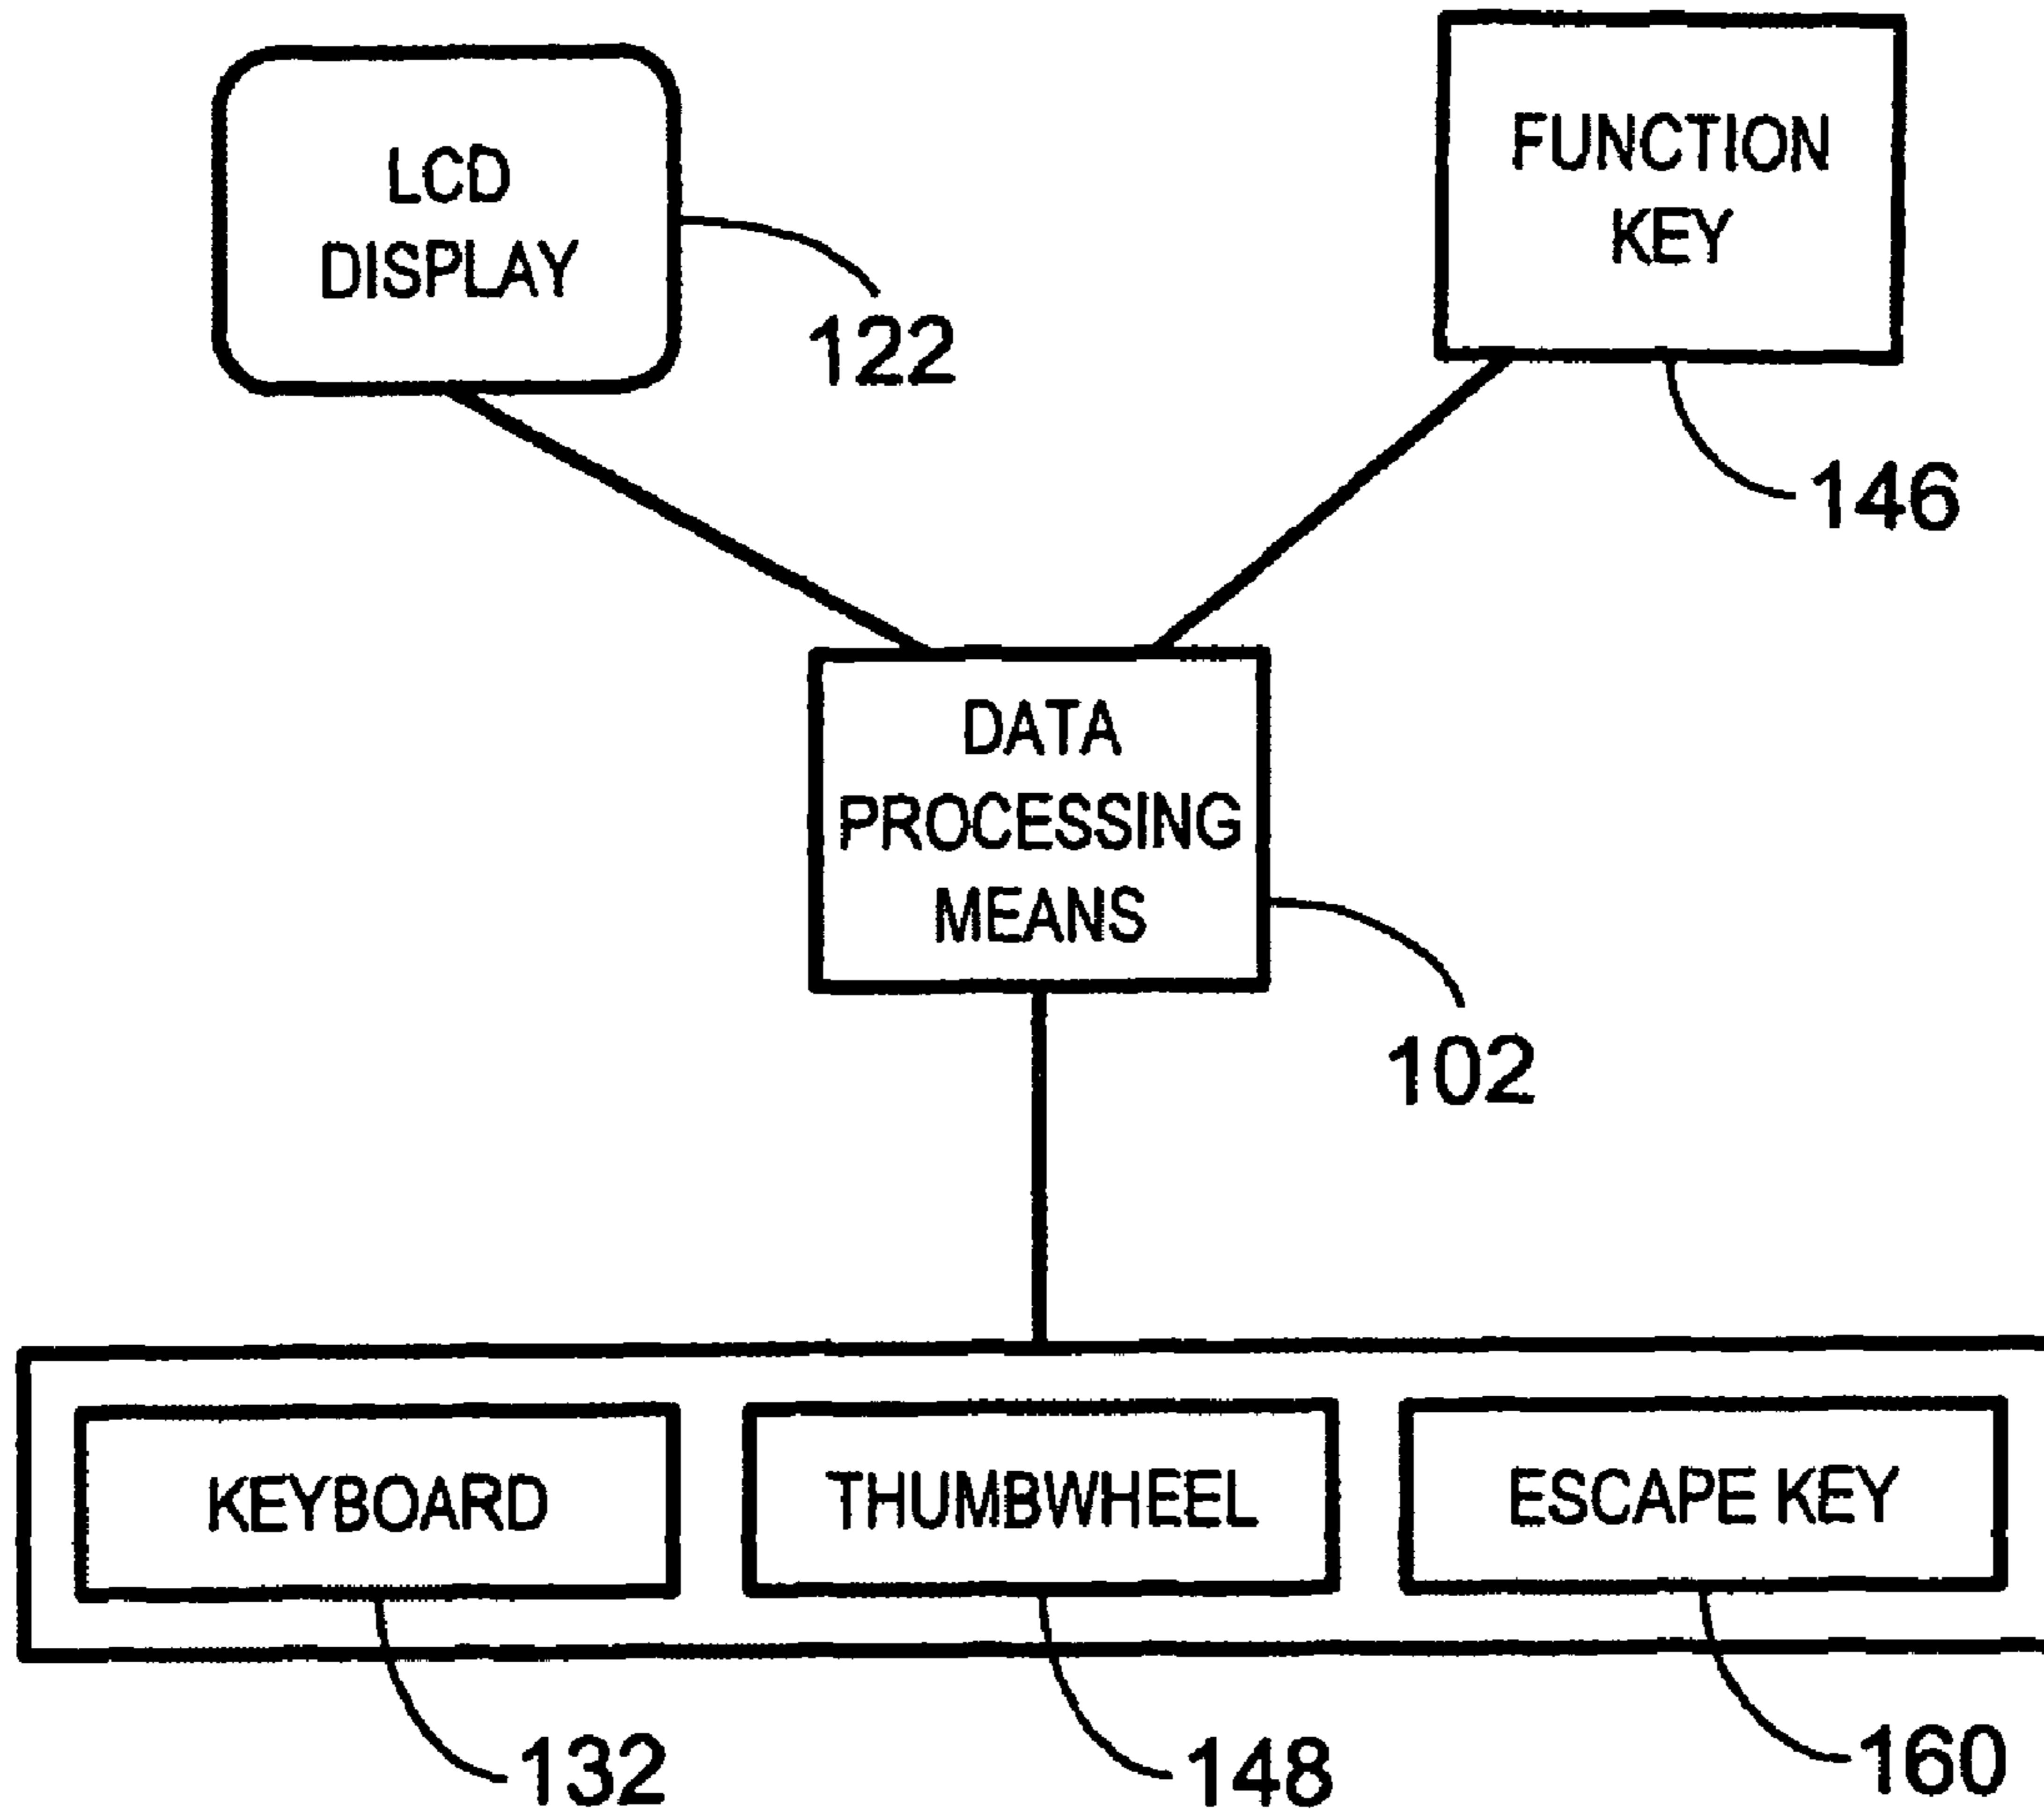 LCD
DISPLAY
122
FUNCTION
KEY
146
DATA
PROCESSING
MEANS
102
KEYBOARD
THUMBWHEEL
ESCAPE KEY
132
148
160